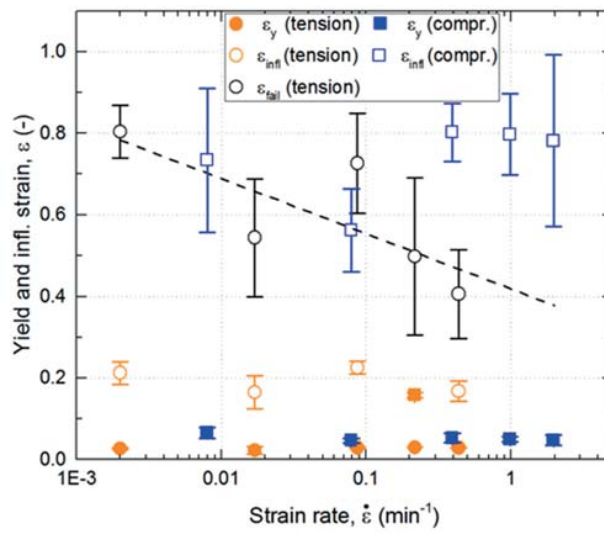 ε_y (tension) ε_y (compr.)
ε_infl (tension) ε_infl (compr.)
ε_fail (tension)
1.0
0.8
0.6
0.4
0.2
0.0
Yield and infl. strain, ε (-)
1E-3 0.01 0.1 1
Strain rate, ε̇ (min⁻¹)